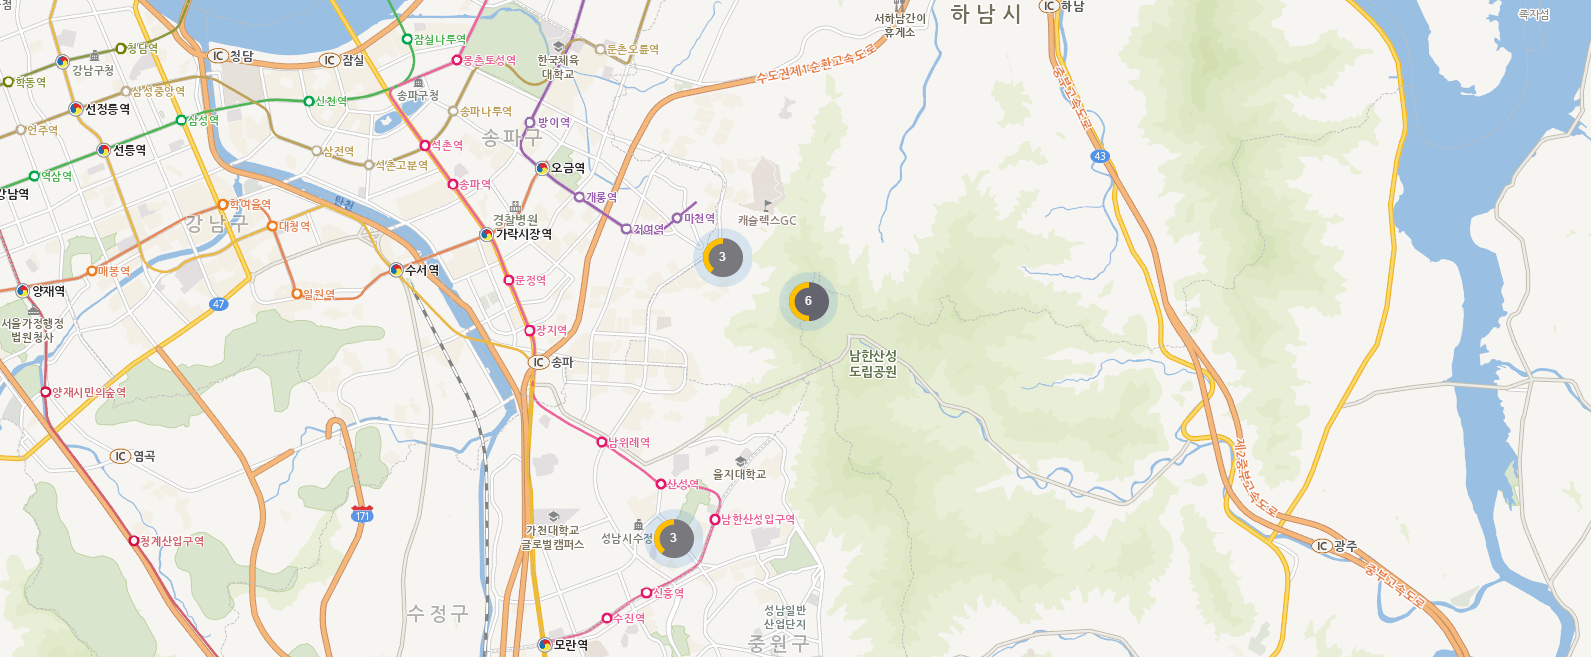 서하남간이
휴게소
하남시
IC 하남
족자섬
청담역
IC 청담
IC 잠실
잠실나루역
몽촌토성역
한국체육
대학교
둔촌오륜역
수도권제1순환고속도로
중부고속도로
강남구청
학동역
삼성중앙역
선정릉역
신천역
송파구청
송파나루역
방이역
송파구
언주역
삼성역
선릉역
삼전역
석촌역
석촌고분역
오금역
43
역삼역
강남역
송파역
개롱역
학여울역
탄천
강남구
대청역
경찰병원
가락시장역
거여역
마천역
캐슬렉스GC
매봉역
수서역
문정역
3
양재역
일원역
47
6
서울가정행정
법원청사
장지역
IC 송파
남한산성
도립공원
양재시민의숲역
남위례역
IC 염곡
을지대학교
산성역
제2중부고속도로
171
가천대학교
글로벌캠퍼스
성남시수정
3
남한산성입구역
청계산입구역
IC 광주
중부고속도로
신흥역
수정구
수진역
성남일반
산업단지
모란역
중원구